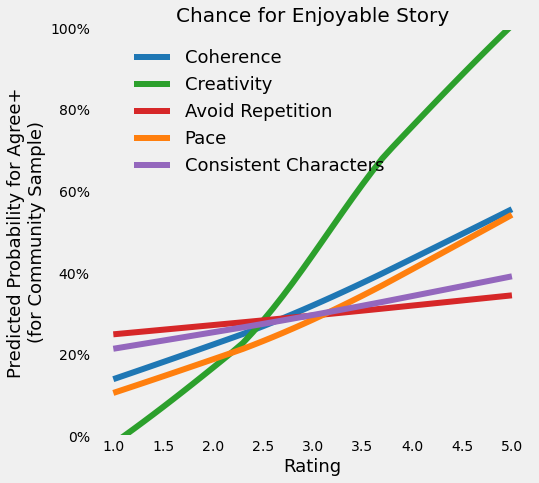 Chance for Enjoyable Story
Predicted Probability for Agree+
(for Community Sample)
100%
80%
60%
40%
20%
0%
Coherence
Creativity
Avoid Repetition
Pace
Consistent Characters
1.0 1.5 2.0 2.5 3.0 3.5 4.0 4.5 5.0
Rating